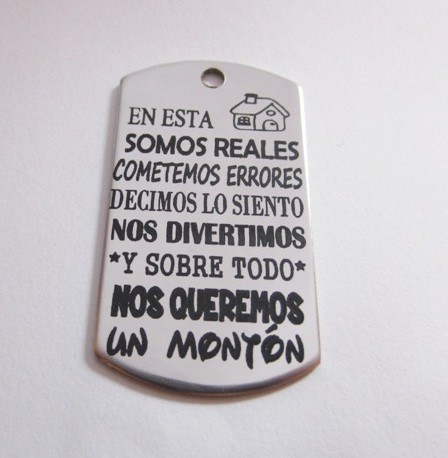 EN ESTA
SOMOS REALES
COMETEMOS ERRORES
DECIMOS LO SIENTO
NOS DIVERTIMOS
*Y SOBRE TODO*
NOS QUEREMOS
UN MONTÓN